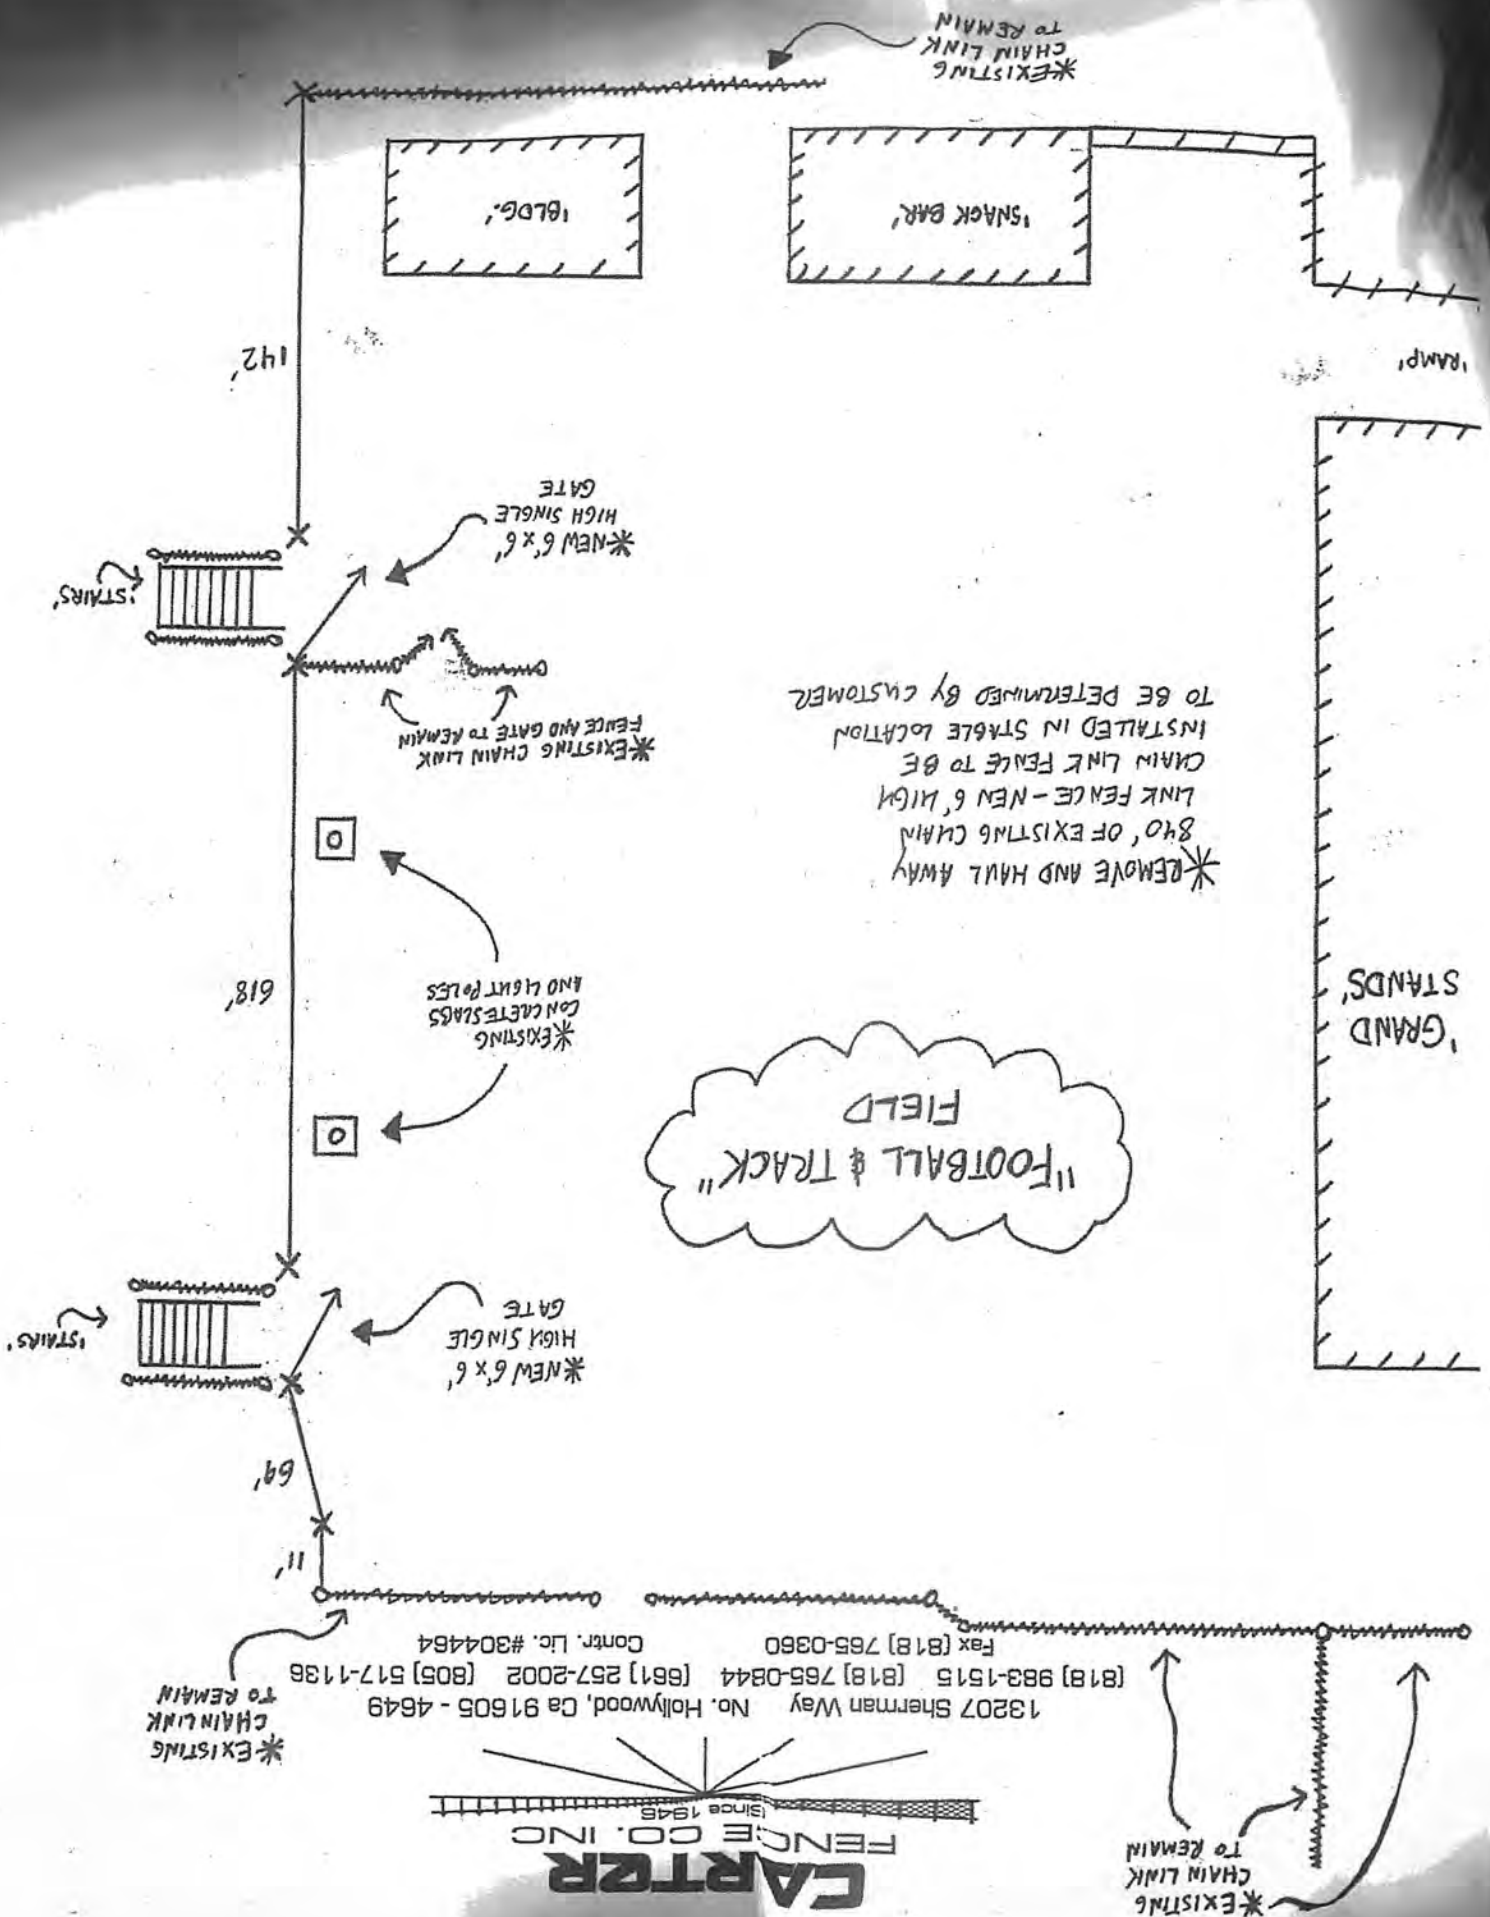 *EXISTING
CHAIN LINK
TO REMAIN
CARTER
FENCE CO. INC
Since 1946
13207 Sherman Way No. Hollywood, Ca 91605 - 4649
(818) 983-1515 (818) 765-0844 (661) 257-2002 (805) 517-1136
Fax (818) 765-0360 Contr. Lic. #304464
*EXISTING
CHAIN LINK
TO REMAIN
11'
69'
*NEW 6' x 6'
HIGH SINGLE
GATE
'STAIRS'
"FOOTBALL & TRACK"
FIELD
'GRAND
STANDS'
*EXISTING
CONCRETE SLABS
AND LIGHT POLES
618'
*REMOVE AND HAUL AWAY
840' OF EXISTING CHAIN
LINK FENCE - NEW 6' HIGH
CHAIN LINK FENCE TO BE
INSTALLED IN STABLE LOCATION
TO BE DETERMINED BY CUSTOMER
*EXISTING CHAIN LINK
FENCE AND GATE TO REMAIN
'STAIRS'
*NEW 6' x 6'
HIGH SINGLE
GATE
142'
'RAMP'
'SNACK BAR'
'BLDG.'
*EXISTING
CHAIN LINK
TO REMAIN